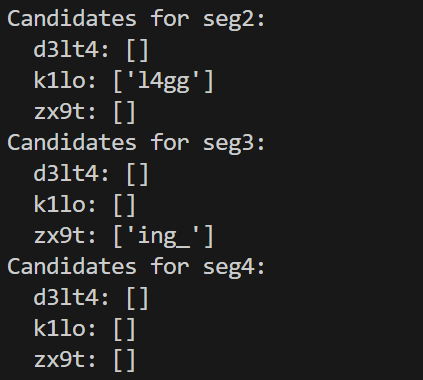 Candidates for seg2:
  d3lt4: []
  k1lo: ['l4gg']
  zx9t: []
Candidates for seg3:
  d3lt4: []
  k1lo: []
  zx9t: ['ing_']
Candidates for seg4:
  d3lt4: []
  k1lo: []
  zx9t: []